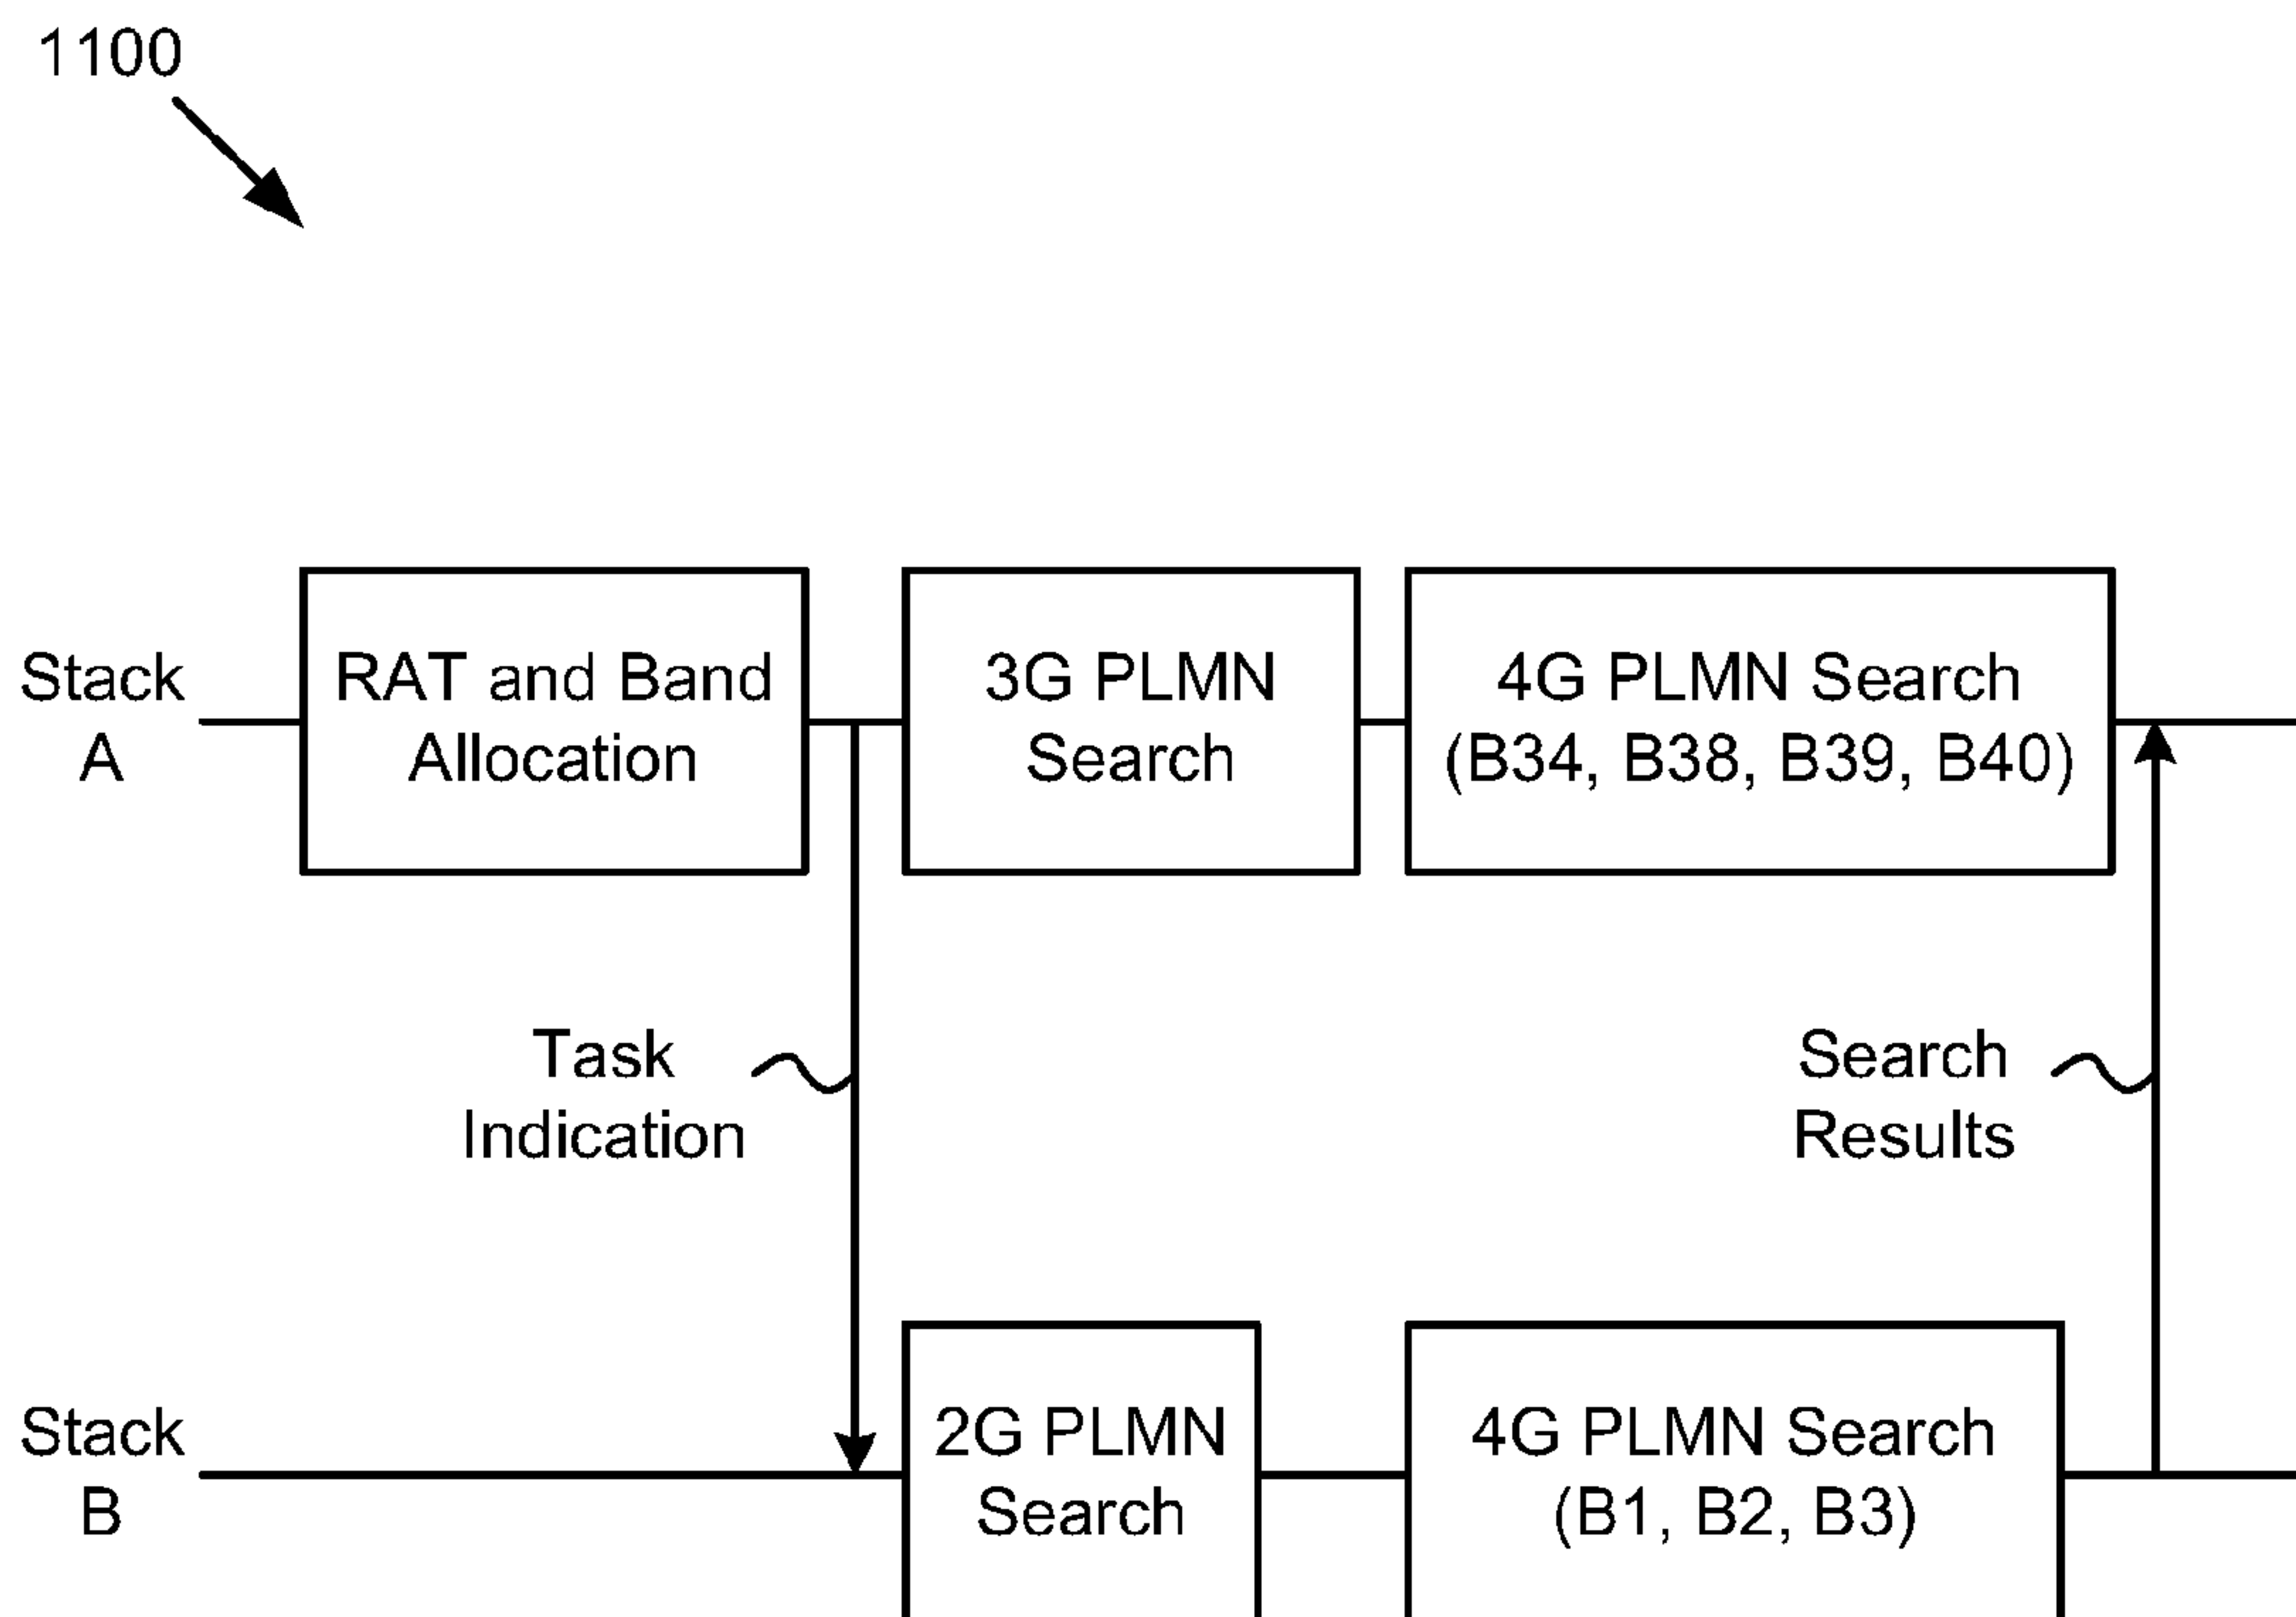 1100
Stack
A
RAT and Band
Allocation
3G PLMN
Search
4G PLMN Search
(B34, B38, B39, B40)
Task
Indication
Search
Results
Stack
B
2G PLMN
Search
4G PLMN Search
(B1, B2, B3)